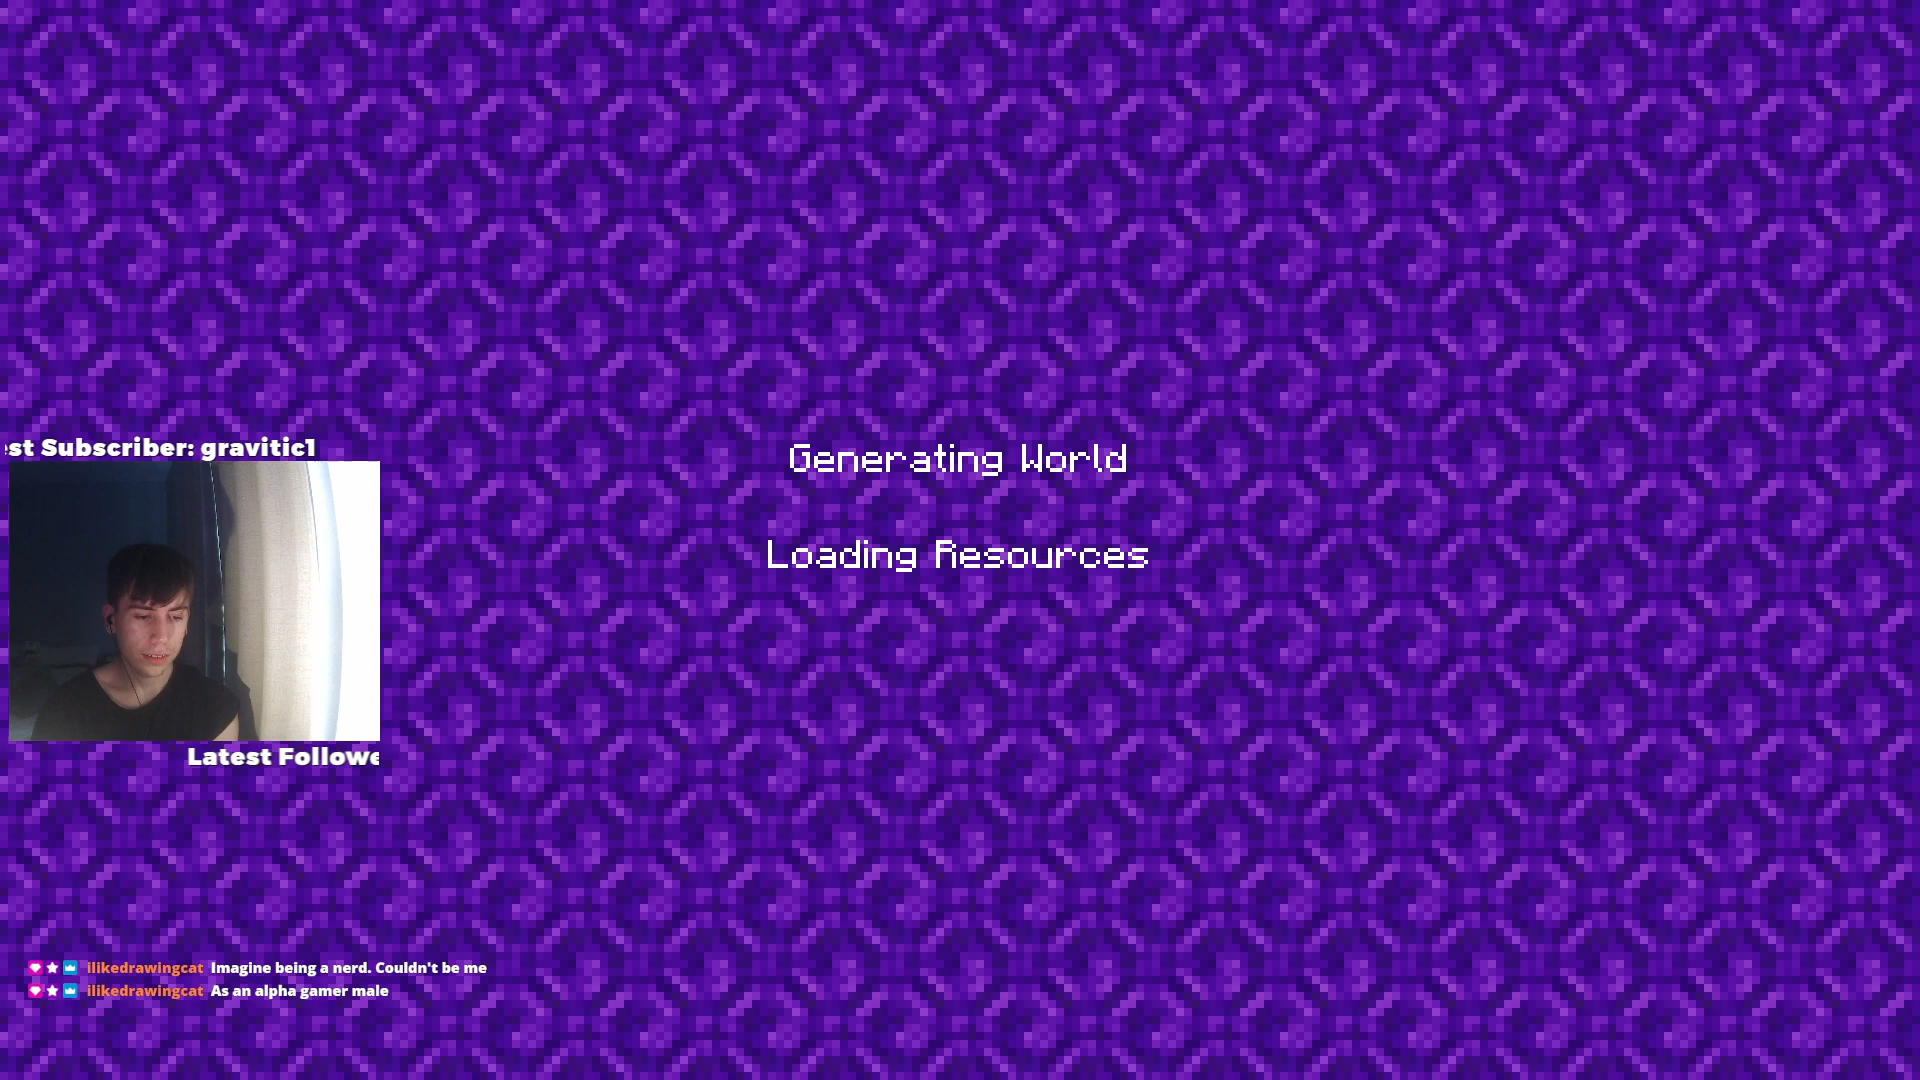 est Subscriber: gravitic1
Generating World
Loading Resources
Latest Followe
ilikedrawingcat Imagine being a nerd. Couldn't be me
ilikedrawingcat As an alpha gamer male